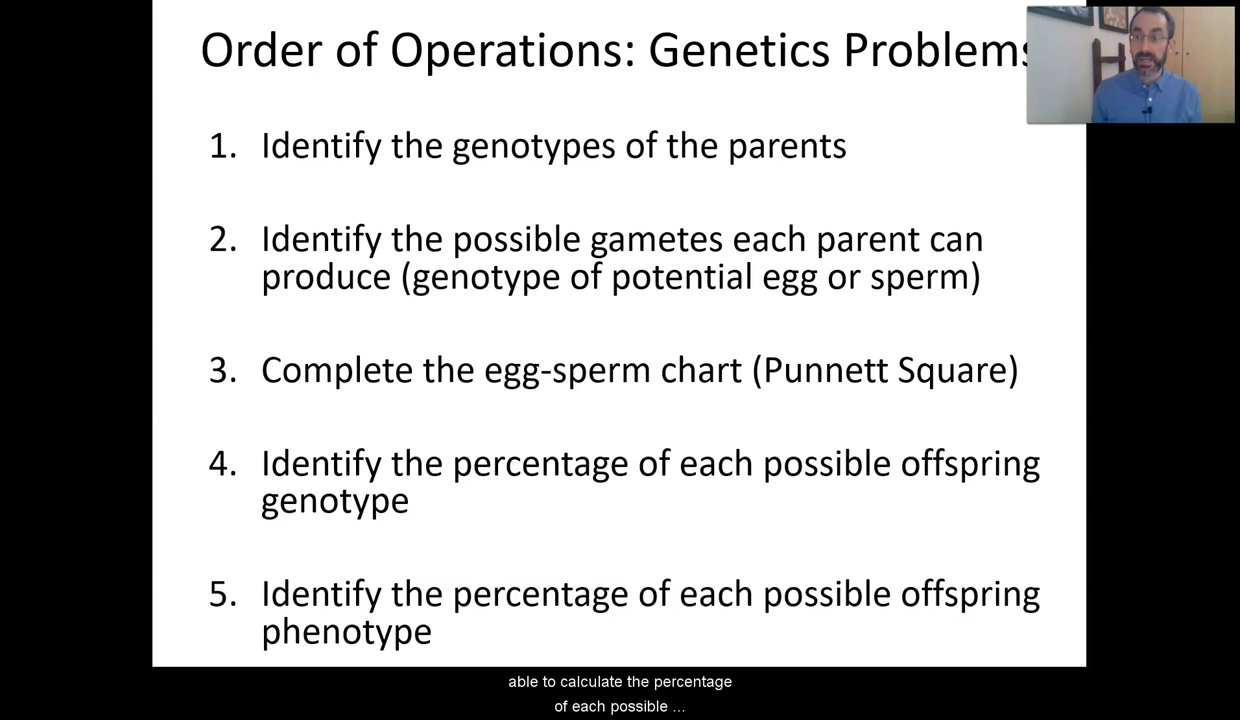 Order of Operations: Genetics Problems
1. Identify the genotypes of the parents
2. Identify the possible gametes each parent can
produce (genotype of potential egg or sperm)
3. Complete the egg-sperm chart (Punnett Square)
4. Identify the percentage of each possible offspring
genotype
5. Identify the percentage of each possible offspring
phenotype
able to calculate the percentage
of each possible ...